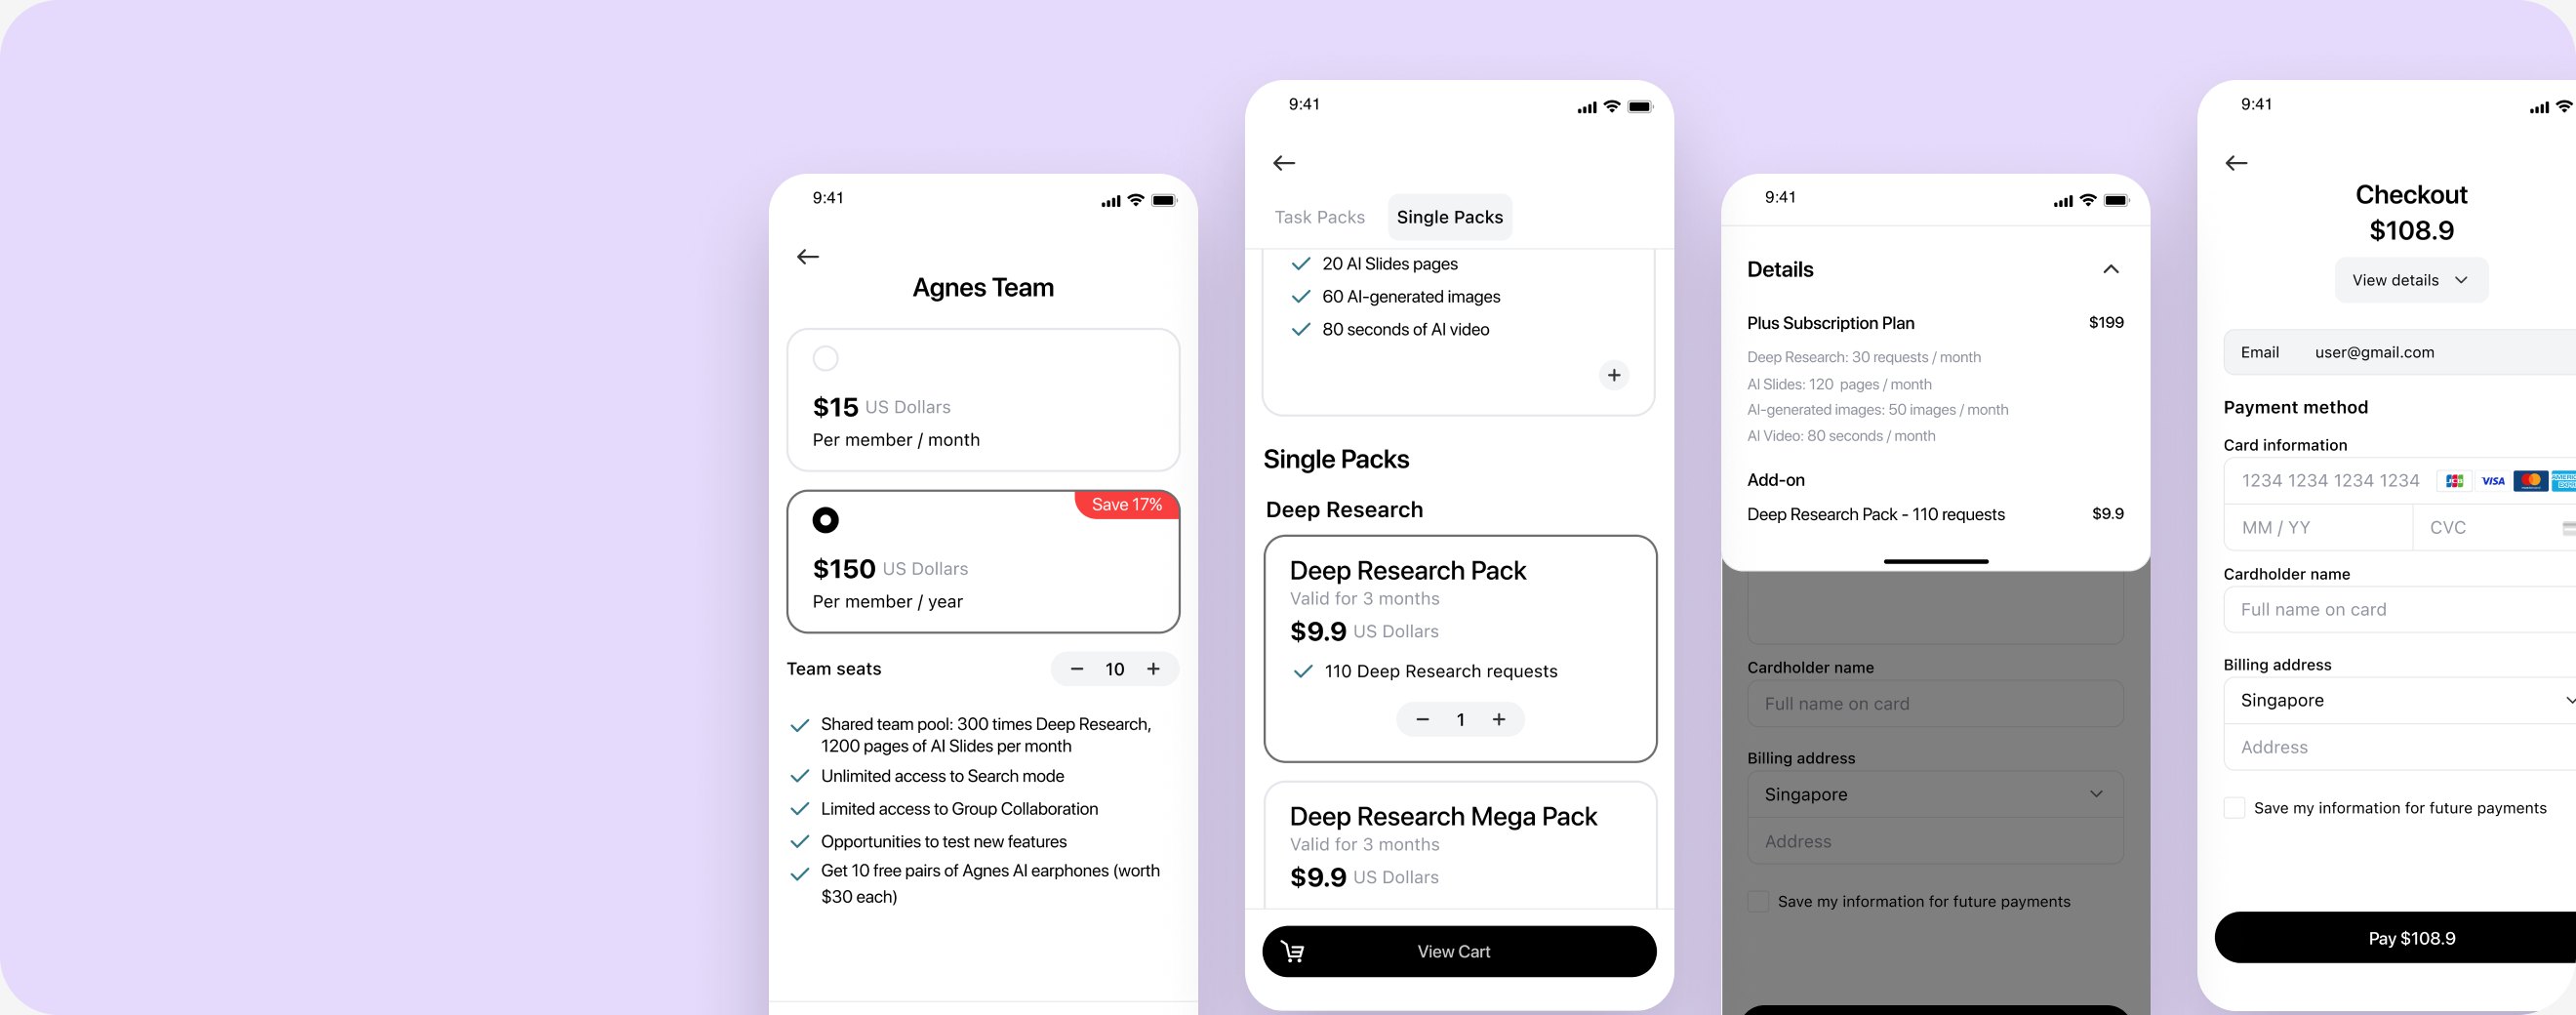 9:41
Agnes Team
$15 US Dollars
Per member / month
Save 17%
$150 US Dollars
Per member / year
Team seats
− 10 +
Shared team pool: 300 times Deep Research,
1200 pages of AI Slides per month
Unlimited access to Search mode
Limited access to Group Collaboration
Opportunities to test new features
Get 10 free pairs of Agnes AI earphones (worth
$30 each)
9:41
Task Packs Single Packs
20 AI Slides pages
60 AI-generated images
80 seconds of AI video
+
Single Packs
Deep Research
Deep Research Pack
Valid for 3 months
$9.9 US Dollars
110 Deep Research requests
− 1 +
Deep Research Mega Pack
Valid for 3 months
$9.9 US Dollars
View Cart
9:41
Details
Plus Subscription Plan $199
Deep Research: 30 requests / month
AI Slides: 120 pages / month
AI-generated images: 50 images / month
AI Video: 80 seconds / month
Add-on
Deep Research Pack - 110 requests $9.9
Cardholder name
Full name on card
Billing address
Singapore
Address
Save my information for future payments
9:41
Checkout
$108.9
View details
Email user@gmail.com
Payment method
Card information
1234 1234 1234 1234 JCB VISA
MM / YY CVC
Cardholder name
Full name on card
Billing address
Singapore
Address
Save my information for future payments
Pay $108.9